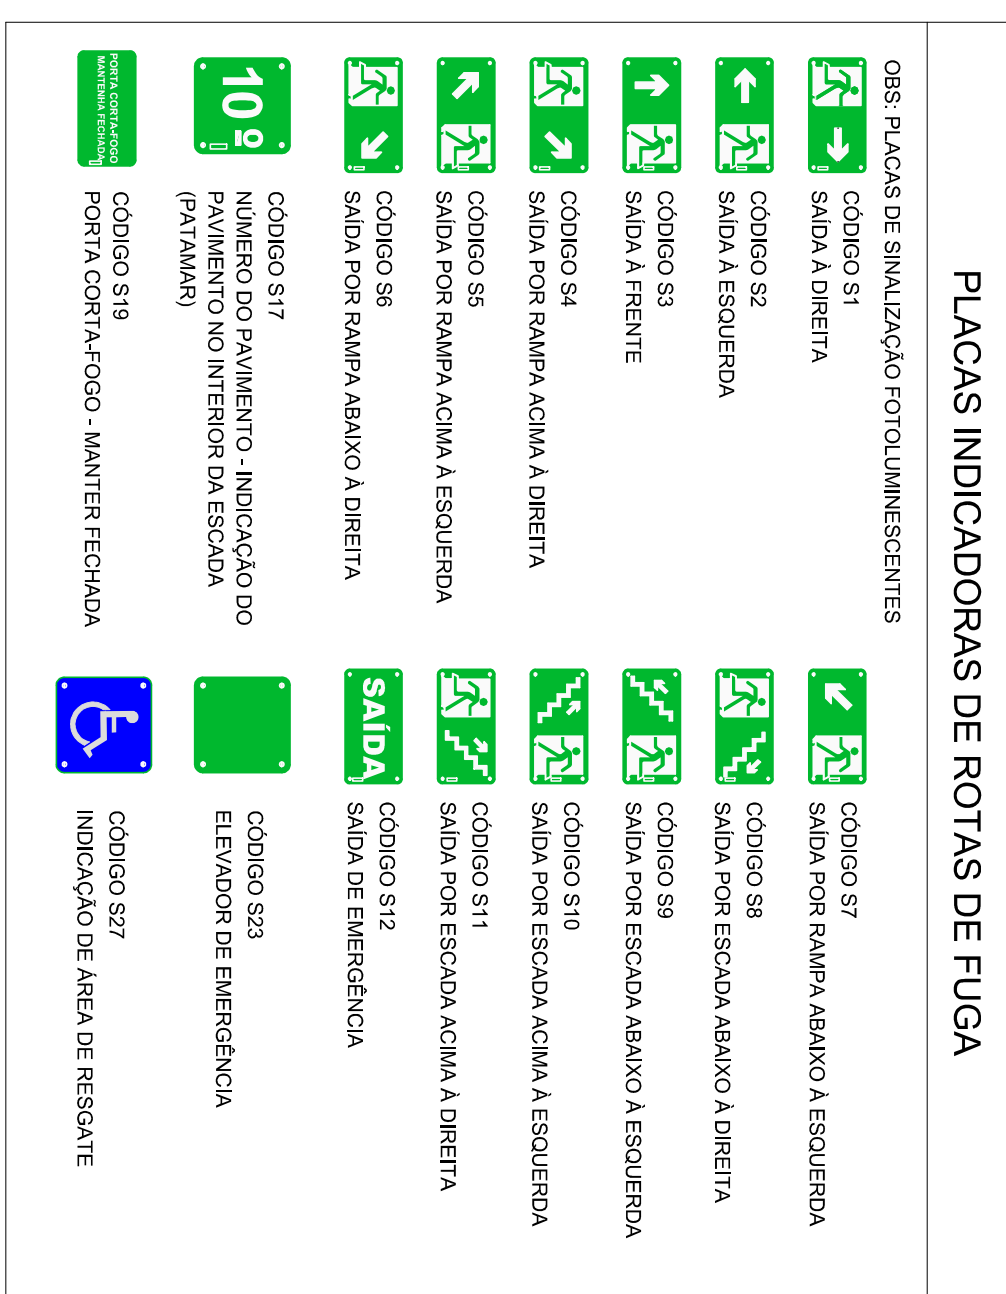 PLACAS INDICADORAS DE ROTAS DE FUGA
OBS: PLACAS DE SINALIZAÇÃO FOTOLUMINESCENTES
CÓDIGO S1
SAÍDA À DIREITA
CÓDIGO S2
SAÍDA À ESQUERDA
CÓDIGO S3
SAÍDA À FRENTE
CÓDIGO S4
SAÍDA POR RAMPA ACIMA À DIREITA
CÓDIGO S5
SAÍDA POR RAMPA ACIMA À ESQUERDA
CÓDIGO S6
SAÍDA POR RAMPA ABAIXO À DIREITA
10º
CÓDIGO S17
NÚMERO DO PAVIMENTO - INDICAÇÃO DO
PAVIMENTO NO INTERIOR DA ESCADA
(PATAMAR)
PORTA CORTA-FOGO
MANTENHA FECHADA
CÓDIGO S19
PORTA CORTA-FOGO - MANTER FECHADA
CÓDIGO S7
SAÍDA POR RAMPA ABAIXO À ESQUERDA
CÓDIGO S8
SAÍDA POR ESCADA ABAIXO À DIREITA
CÓDIGO S9
SAÍDA POR ESCADA ABAIXO À ESQUERDA
CÓDIGO S10
SAÍDA POR ESCADA ACIMA À ESQUERDA
CÓDIGO S11
SAÍDA POR ESCADA ACIMA À DIREITA
SAÍDA
CÓDIGO S12
SAÍDA DE EMERGÊNCIA
CÓDIGO S23
ELEVADOR DE EMERGÊNCIA
CÓDIGO S27
INDICAÇÃO DE ÁREA DE RESGATE